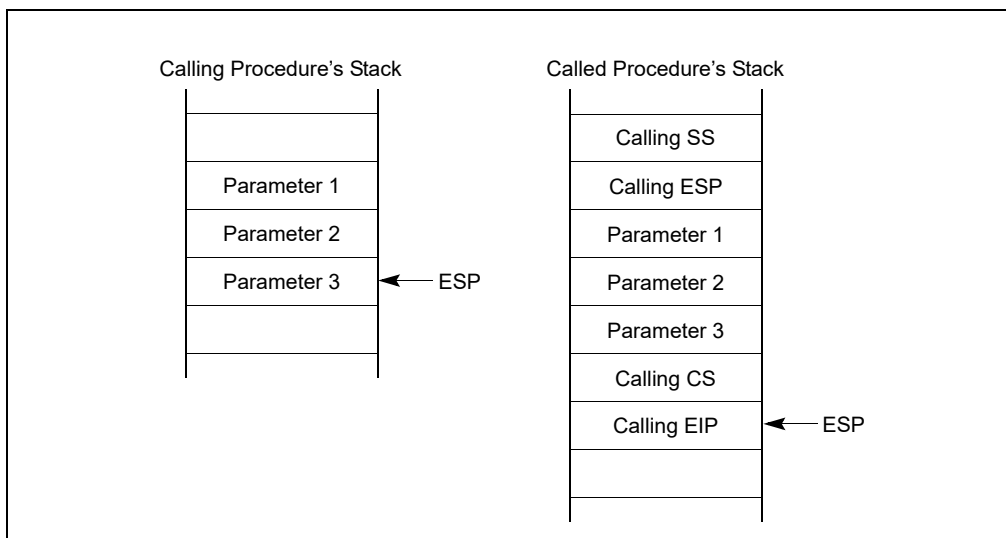 Calling Procedure’s Stack
Parameter 1
Parameter 2
Parameter 3
ESP
Called Procedure’s Stack
Calling SS
Calling ESP
Parameter 1
Parameter 2
Parameter 3
Calling CS
Calling EIP
ESP